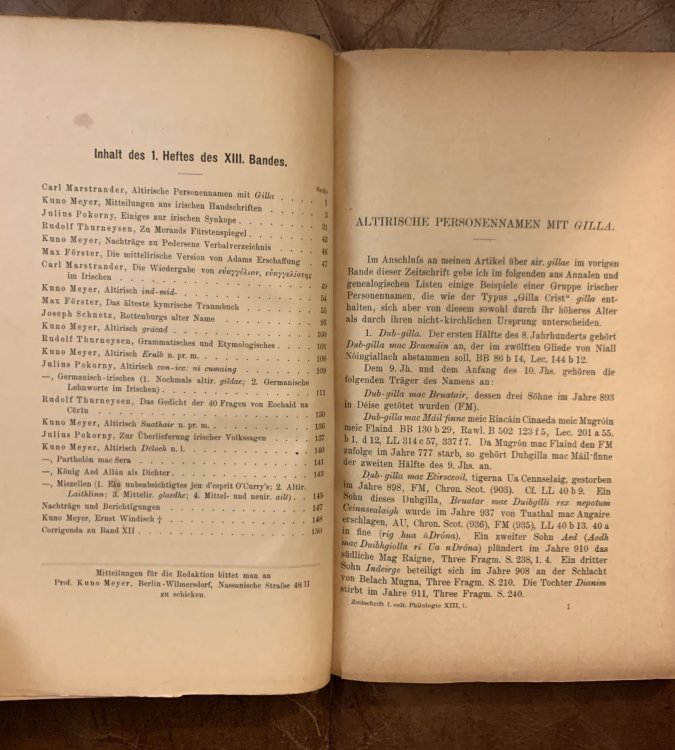 Inhalt des 1. Heftes des XIII. Bandes.
Seite
Carl Marstrander, Altirische Personennamen mit Gilla . . . . 1
Kuno Meyer, Mitteilungen aus irischen Handschriften . . . . 3
Julius Pokorny, Einiges zur irischen Synkope . . . . 31
Rudolf Thurneysen, Zu Morands Fürstenspiegel . . . . 43
Kuno Meyer, Nachträge zu Pedersens Verbalverzeichnis . . . . 46
Max Förster, Die mittelirische Version von Adams Erschaffung . . 47
Carl Marstrander, Die Wiedergabe von εὐαγγέλιον, εὐαγγελιστής
im Irischen . . . . 49
Kuno Meyer, Altirisch ind-mid- . . . . 54
Max Förster, Das älteste kymrische Traumbuch . . . . 55
Joseph Schnetz, Rottenburgs alter Name . . . . 93
Kuno Meyer, Altirisch grácad . . . . 100
Rudolf Thurneysen, Grammatisches und Etymologisches . . . . 101
Kuno Meyer, Altirisch Erulb n. pr. m. . . . . 108
Julius Pokorny, Altirisch con-ĭcc: ni cumaing . . . . 109
—, Germanisch-irisches (1. Nochmals altir. gildae; 2. Germanische
Lehnworte im Irischen) . . . . 111
Rudolf Thurneysen, Das Gedicht der 40 Fragen von Eochaid ua
Cērīn . . . . 130
Kuno Meyer, Altirisch Suathair n. pr. m. . . . . 136
Julius Pokorny, Zur Überlieferung irischer Volkssagen . . . . 137
Kuno Meyer, Altirisch Déloch n. l. . . . . 140
—, Partholón mac Sera . . . . 141
—, König Aed Allán als Dichter . . . . 143
—, Miszellen (1. Ein unbeabsichtigtes jeu d'esprit O'Curry's; 2. Altir.
Laithlinn; 3. Mittelir. glaedhe; 4. Mittel- und neuir. ailt) . . 145
Nachträge und Berichtigungen . . . . 147
Kuno Meyer, Ernst Windisch † . . . . 148
Corrigenda zu Band XII . . . . 150
Mitteilungen für die Redaktion bittet man an
Prof. Kuno Meyer, Berlin-Wilmersdorf, Nassauische Straße 48 II
zu schicken.
ALTIRISCHE PERSONENNAMEN MIT GILLA.
Im Anschluſs an meinen Artikel über air. gillae im vorigen
Bande dieser Zeitschrift gebe ich im folgenden aus Annalen und
genealogischen Listen einige Beispiele einer Gruppe irischer
Personennamen, die wie der Typus „Gilla Crist" gilla ent-
halten, sich aber von diesem sowohl durch ihr höheres Alter
als durch ihren nicht-kirchlichen Ursprung unterscheiden.
1. Dub-gilla. Der ersten Hälfte des 8. Jahrhunderts gehört
Dub-gilla mac Braenáin an, der im zwölften Gliede von Niall
Nóingiallach abstammen soll, BB 86 b 14, Lec. 144 b 12.
Dem 9. Jh. und dem Anfang des 10. Jhs. gehören die
folgenden Träger des Namens an:
Dub-gilla mac Bruatair, dessen drei Söhne im Jahre 893
in Déise getötet wurden (FM).
Dub-gilla mac Máil finne meic Riacáin Cinaeda meic Mugróin
meic Flaind BB 130 b 29, Rawl. B 502 123 f 5, Lec. 201 a 55,
b 1, d 12, LL 314 c 57, 337 f 7. Da Mugrón mac Flaind den FM
zufolge im Jahre 777 starb, so gehört Dubgilla mac Máil-finne
der zweiten Hälfte des 9. Jhs. an.
Dub-gilla mac Etirsceoil, tigerna Ua Cennselaig, gestorben
im Jahre 898, FM, Chron. Scot. (903). Cf. LL 40 b 9. Ein
Sohn dieses Dubgilla, Bruatar mac Duibgilli rex nepotum
Ceinnsealaigh wurde im Jahre 937 von Tuathal mac Augaire
erschlagen, AU, Chron. Scot. (936), FM (935), LL 40 b 13. 40 a
in fine (rig hua nDróna). Ein zweiter Sohn Aed (Aodh
mac Duibhgiolla rí Ua nDróna) plündert im Jahre 910 das
südliche Mag Raigne, Three Fragm. S. 238, 1. 4. Ein dritter
Sohn Indeirge beteiligt sich im Jahre 908 an der Schlacht
von Belach Mugna, Three Fragm. S. 210. Die Tochter Dianim
stirbt im Jahre 911, Three Fragm. S. 240.
Zeitschrift f. celt. Philologie XIII, 1. 1